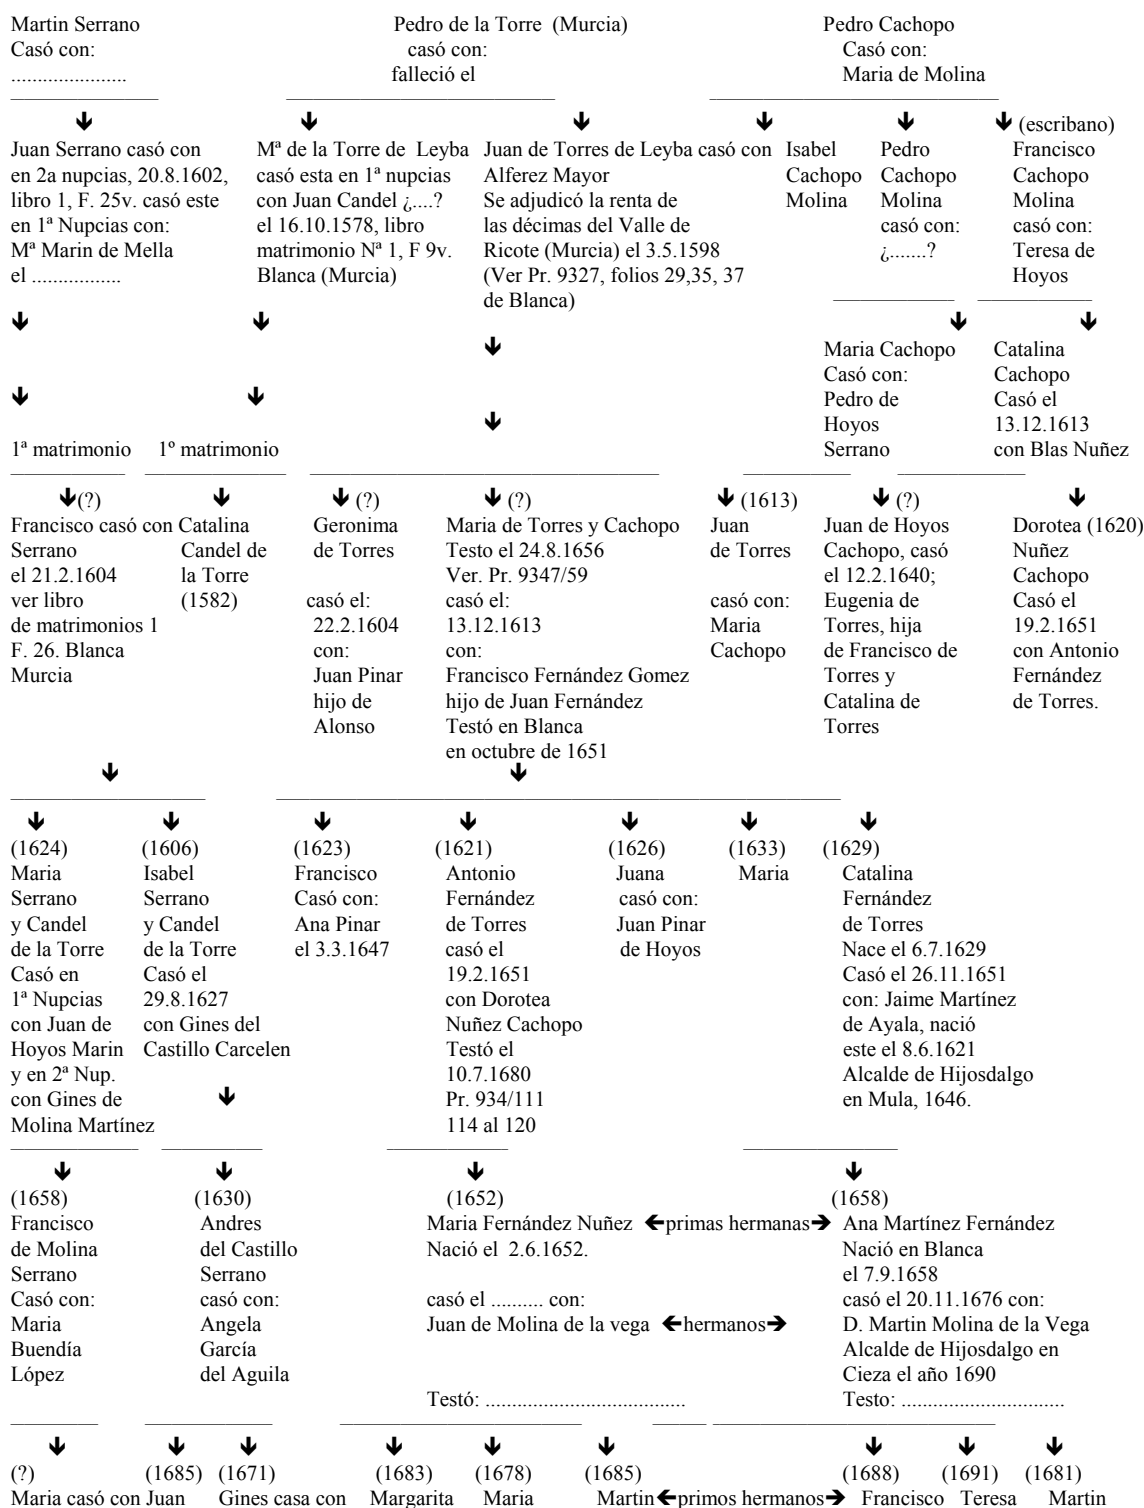 Martin Serrano
Casó con:
......................
Pedro de la Torre (Murcia)
casó con:
falleció el
Pedro Cachopo
Casó con:
Maria de Molina
Juan Serrano casó con
en 2a nupcias, 20.8.1602,
libro 1, F. 25v. casó este
en 1ª Nupcias con:
Mª Marin de Mella
el .................
Mª de la Torre de Leyba
casó esta en 1ª nupcias
con Juan Candel ¿....?
el 16.10.1578, libro
matrimonio Nª 1, F 9v.
Blanca (Murcia)
Juan de Torres de Leyba casó con
Alferez Mayor
Se adjudicó la renta de
las décimas del Valle de
Ricote (Murcia) el 3.5.1598
(Ver Pr. 9327, folios 29,35, 37
de Blanca)
Isabel
Cachopo
Molina
Pedro
Cachopo
Molina
casó con:
¿.......?
(escribano)
Francisco
Cachopo
Molina
casó con:
Teresa de
Hoyos
Maria Cachopo
Casó con:
Pedro de
Hoyos
Serrano
Catalina
Cachopo
Casó el
13.12.1613
con Blas Nuñez
1ª matrimonio
1º matrimonio
(?)
Francisco casó con
Serrano
el 21.2.1604
ver libro
de matrimonios 1
F. 26. Blanca
Murcia
Catalina
Candel de
la Torre
(1582)
(?)
Geronima
de Torres
casó el:
22.2.1604
con:
Juan Pinar
hijo de
Alonso
(?)
Maria de Torres y Cachopo
Testo el 24.8.1656
Ver. Pr. 9347/59
casó el:
13.12.1613
con:
Francisco Fernández Gomez
hijo de Juan Fernández
Testó en Blanca
en octubre de 1651
(1613)
Juan
de Torres
casó con:
Maria
Cachopo
(?)
Juan de Hoyos
Cachopo, casó
el 12.2.1640;
Eugenia de
Torres, hija
de Francisco de
Torres y
Catalina de
Torres
Dorotea (1620)
Nuñez
Cachopo
Casó el
19.2.1651
con Antonio
Fernández
de Torres.
(1624)
Maria
Serrano
y Candel
de la Torre
Casó en
1ª Nupcias
con Juan de
Hoyos Marin
y en 2ª Nup.
con Gines de
Molina Martínez
(1606)
Isabel
Serrano
y Candel
de la Torre
Casó el
29.8.1627
con Gines del
Castillo Carcelen
(1623)
Francisco
Casó con:
Ana Pinar
el 3.3.1647
(1621)
Antonio
Fernández
de Torres
casó el
19.2.1651
con Dorotea
Nuñez Cachopo
Testó el
10.7.1680
Pr. 934/111
114 al 120
(1626)
Juana
casó con:
Juan Pinar
de Hoyos
(1633)
Maria
(1629)
Catalina
Fernández
de Torres
Nace el 6.7.1629
Casó el 26.11.1651
con: Jaime Martínez
de Ayala, nació
este el 8.6.1621
Alcalde de Hijosdalgo
en Mula, 1646.
(1658)
Francisco
de Molina
Serrano
Casó con:
Maria
Buendía
López
(1630)
Andres
del Castillo
Serrano
casó con:
Angela
García
del Aguila
(1652)
Maria Fernández Nuñez 🡸primas hermanas🡺
Nació el 2.6.1652.
casó el .......... con:
Juan de Molina de la vega 🡸hermanos🡺
Testó: ......................................
(1658)
Ana Martínez Fernández
Nació en Blanca
el 7.9.1658
casó el 20.11.1676 con:
D. Martin Molina de la Vega
Alcalde de Hijosdalgo en
Cieza el año 1690
Testo: ...............................
(?)
Maria casó con
(1685)
Juan
(1671)
Gines casa con
(1683)
Margarita
(1678)
Maria
(1685)
Martin🡸primos hermanos🡺
(1688)
Francisco
(1691)
Teresa
(1681)
Martin